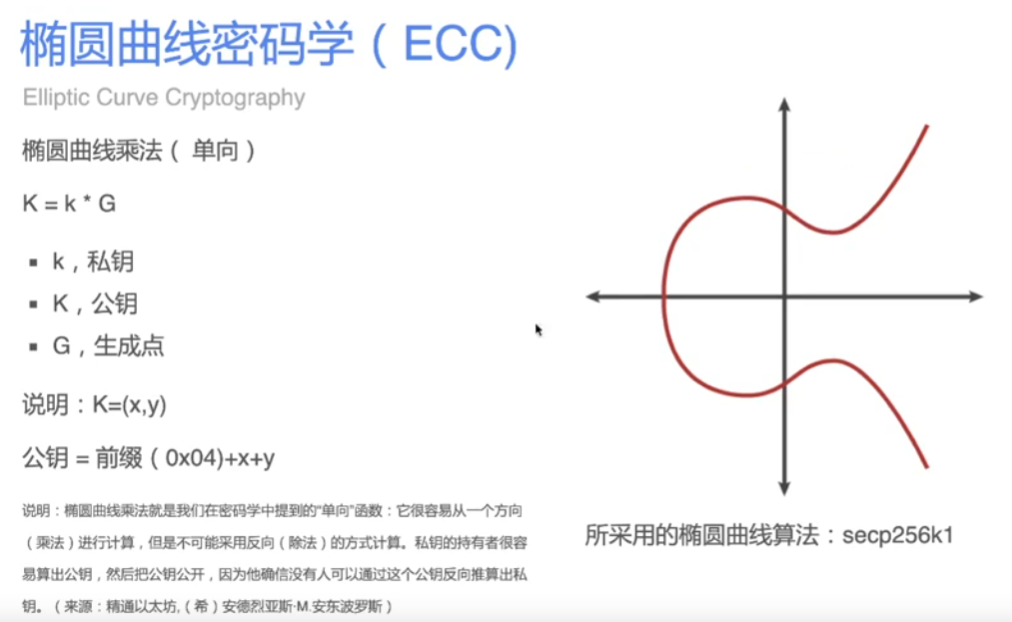 椭圆曲线密码学（ECC)
Elliptic Curve Cryptography
椭圆曲线乘法（ 单向 ）
K = k * G
▪ k，私钥
▪ K，公钥
▪ G，生成点
说明：K=(x,y)
公钥 = 前缀（0x04)+x+y
说明：椭圆曲线乘法就是我们在密码学中提到的“单向”函数：它很容易从一个方向
（乘法）进行计算，但是不可能采用反向（除法）的方式计算。私钥的持有者很容
易算出公钥，然后把公钥公开，因为他确信没有人可以通过这个公钥反向推算出私
钥。（来源：精通以太坊,（希）安德烈亚斯·M.安东波罗斯）
所采用的椭圆曲线算法：secp256k1